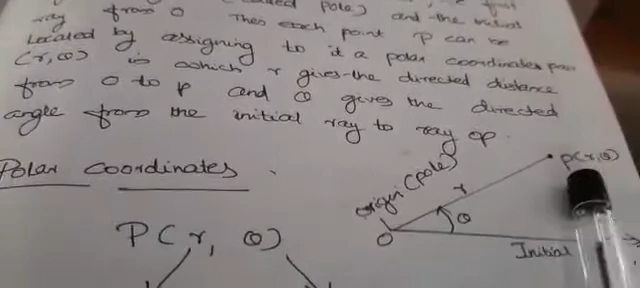 (called pole) and the initial
ray from O Then each point P can be
Located by assigning to it a polar coordinates pair
(r, θ) in which r gives the directed distance
from O to P and θ gives the directed
angle from the initial ray to ray op.
Polar Coordinates.
P(r, θ)
origin (pole)
r
θ
P(r, θ)
O
Initial